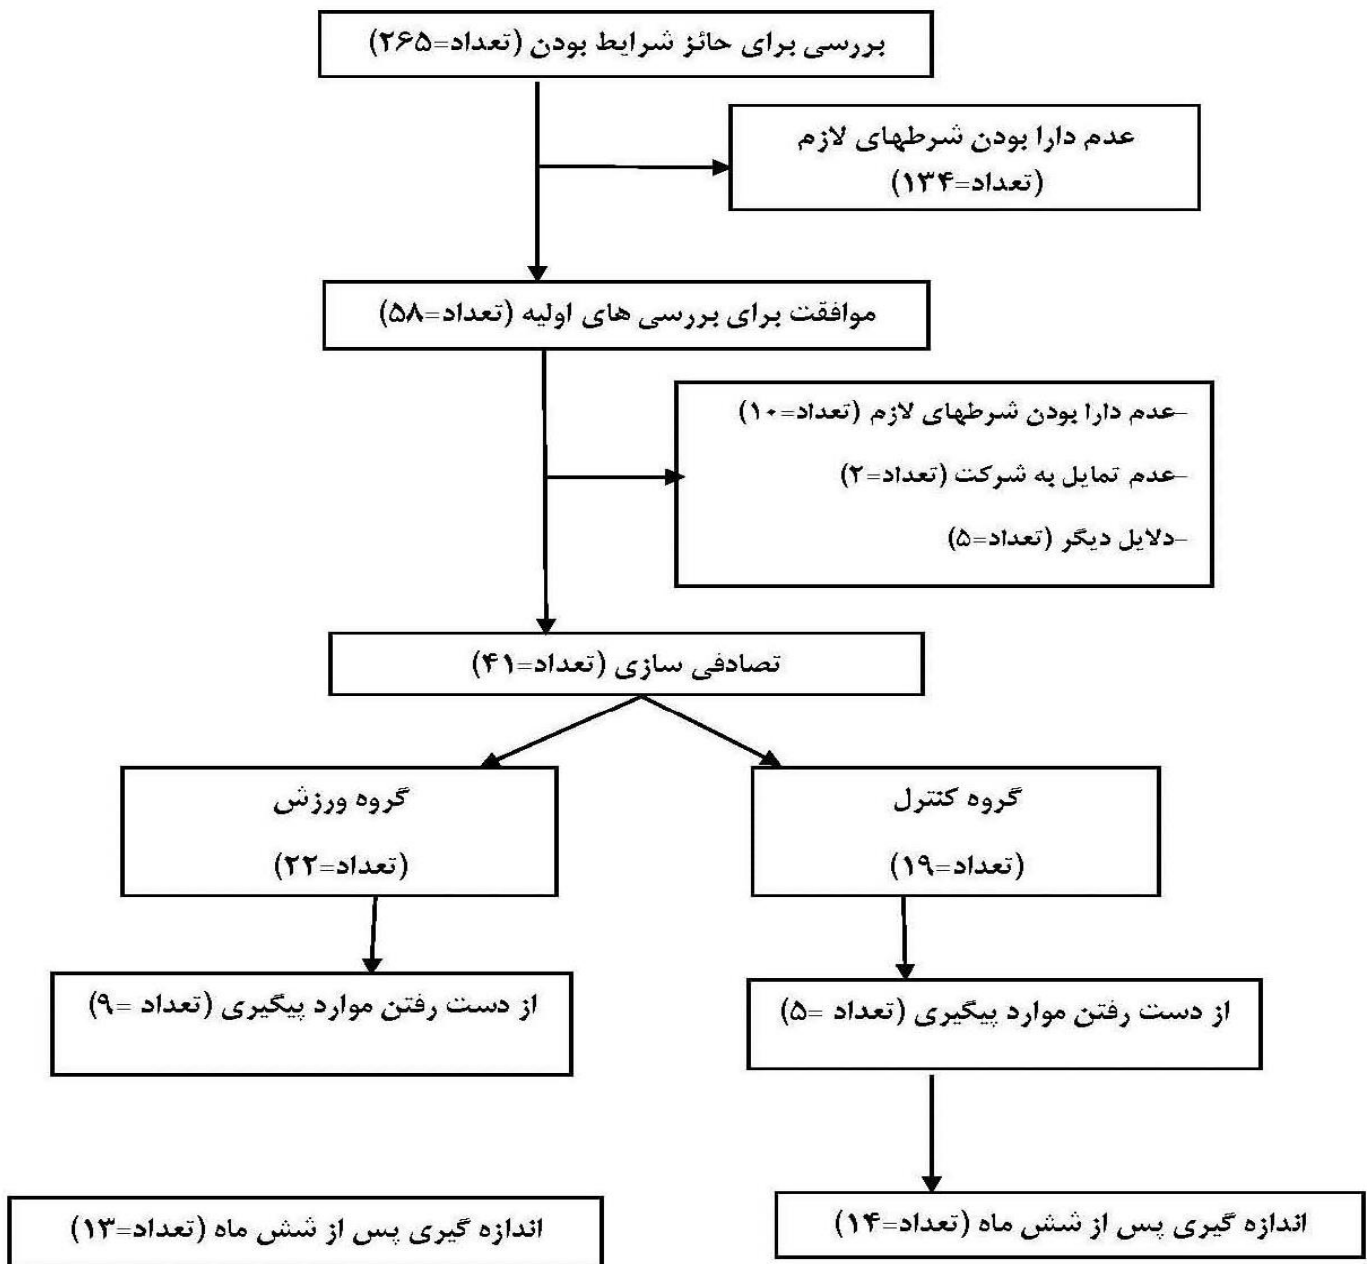 بررسی برای حائز شرایط بودن (تعداد=۲۶۵)
عدم دارا بودن شرطهای لازم
(تعداد=۱۳۴)
موافقت برای بررسی های اولیه (تعداد=۵۸)
-عدم دارا بودن شرطهای لازم (تعداد=۱۰)
-عدم تمایل به شرکت (تعداد=۲)
-دلایل دیگر (تعداد=۵)
تصادفی سازی (تعداد=۴۱)
گروه کنترل
(تعداد=۱۹)
گروه ورزش
(تعداد=۲۲)
از دست رفتن موارد پیگیری (تعداد =۵)
از دست رفتن موارد پیگیری (تعداد =۹)
اندازه گیری پس از شش ماه (تعداد=۱۴)
اندازه گیری پس از شش ماه (تعداد=۱۳)